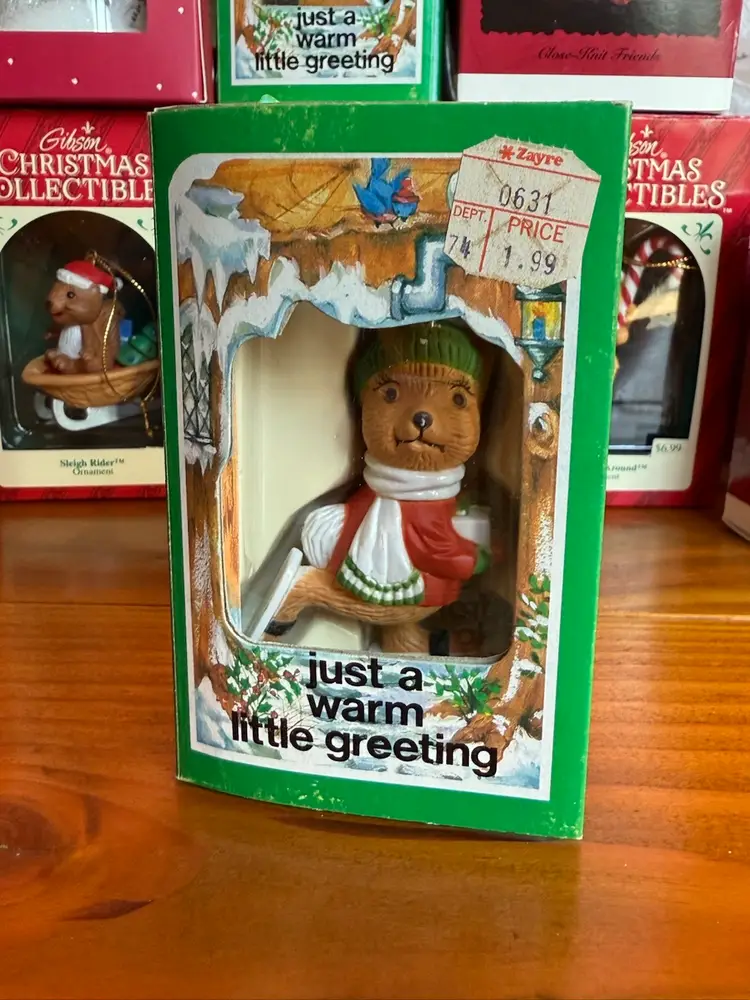 just a
warm
little greeting
Close-Knit Friends
Gibson
CHRISTMAS
OLLECTIBLE
Sleigh Rider™
Ornament
*Zayre
0631
DEPT. PRICE
74 1.99
just a
warm
little greeting
son
STMAS
TIBLES™
$6.99
Around™